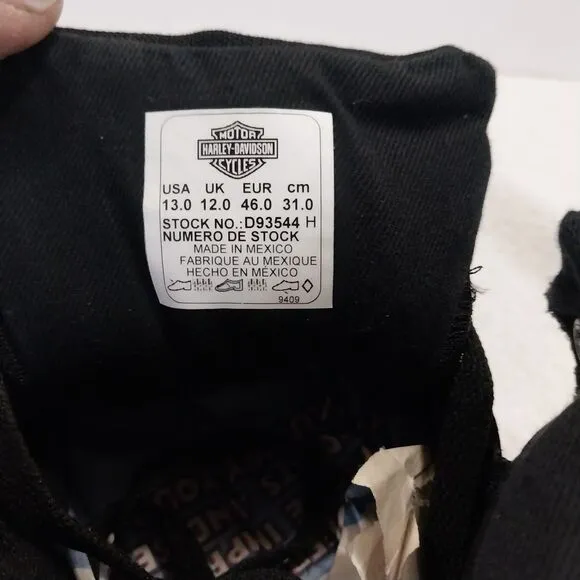 MOTOR
HARLEY-DAVIDSON
CYCLES
USA UK EUR cm
13.0 12.0 46.0 31.0
STOCK NO.:D93544 H
NUMERO DE STOCK
MADE IN MEXICO
FABRIQUE AU MEXIQUE
HECHO EN MÉXICO
9409